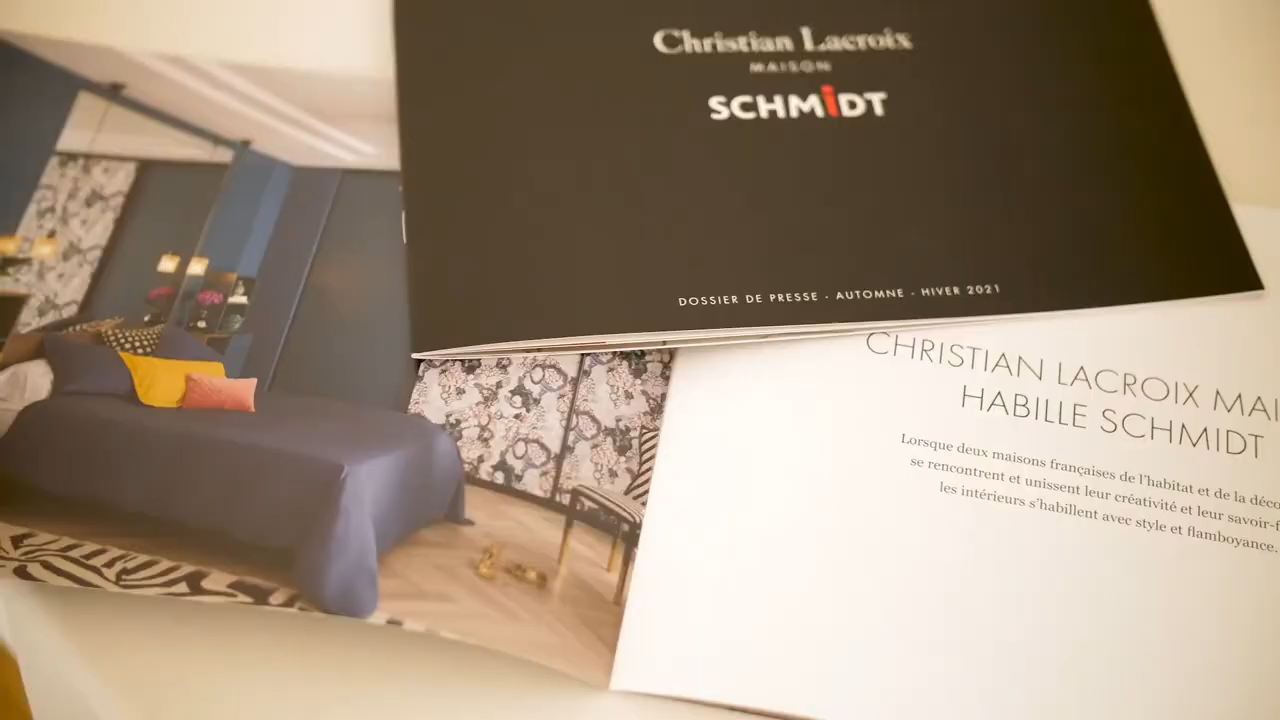 Christian Lacroix
MAISON
SCHMIDT
DOSSIER DE PRESSE · AUTOMNE · HIVER 2021
CHRISTIAN LACROIX
HABILLE SCHMIDT
Lorsque deux maisons françaises de l'habitat et de la
se rencontrent et unissent leur créativité et leur
les intérieurs s'habillent avec style et flamboyance.